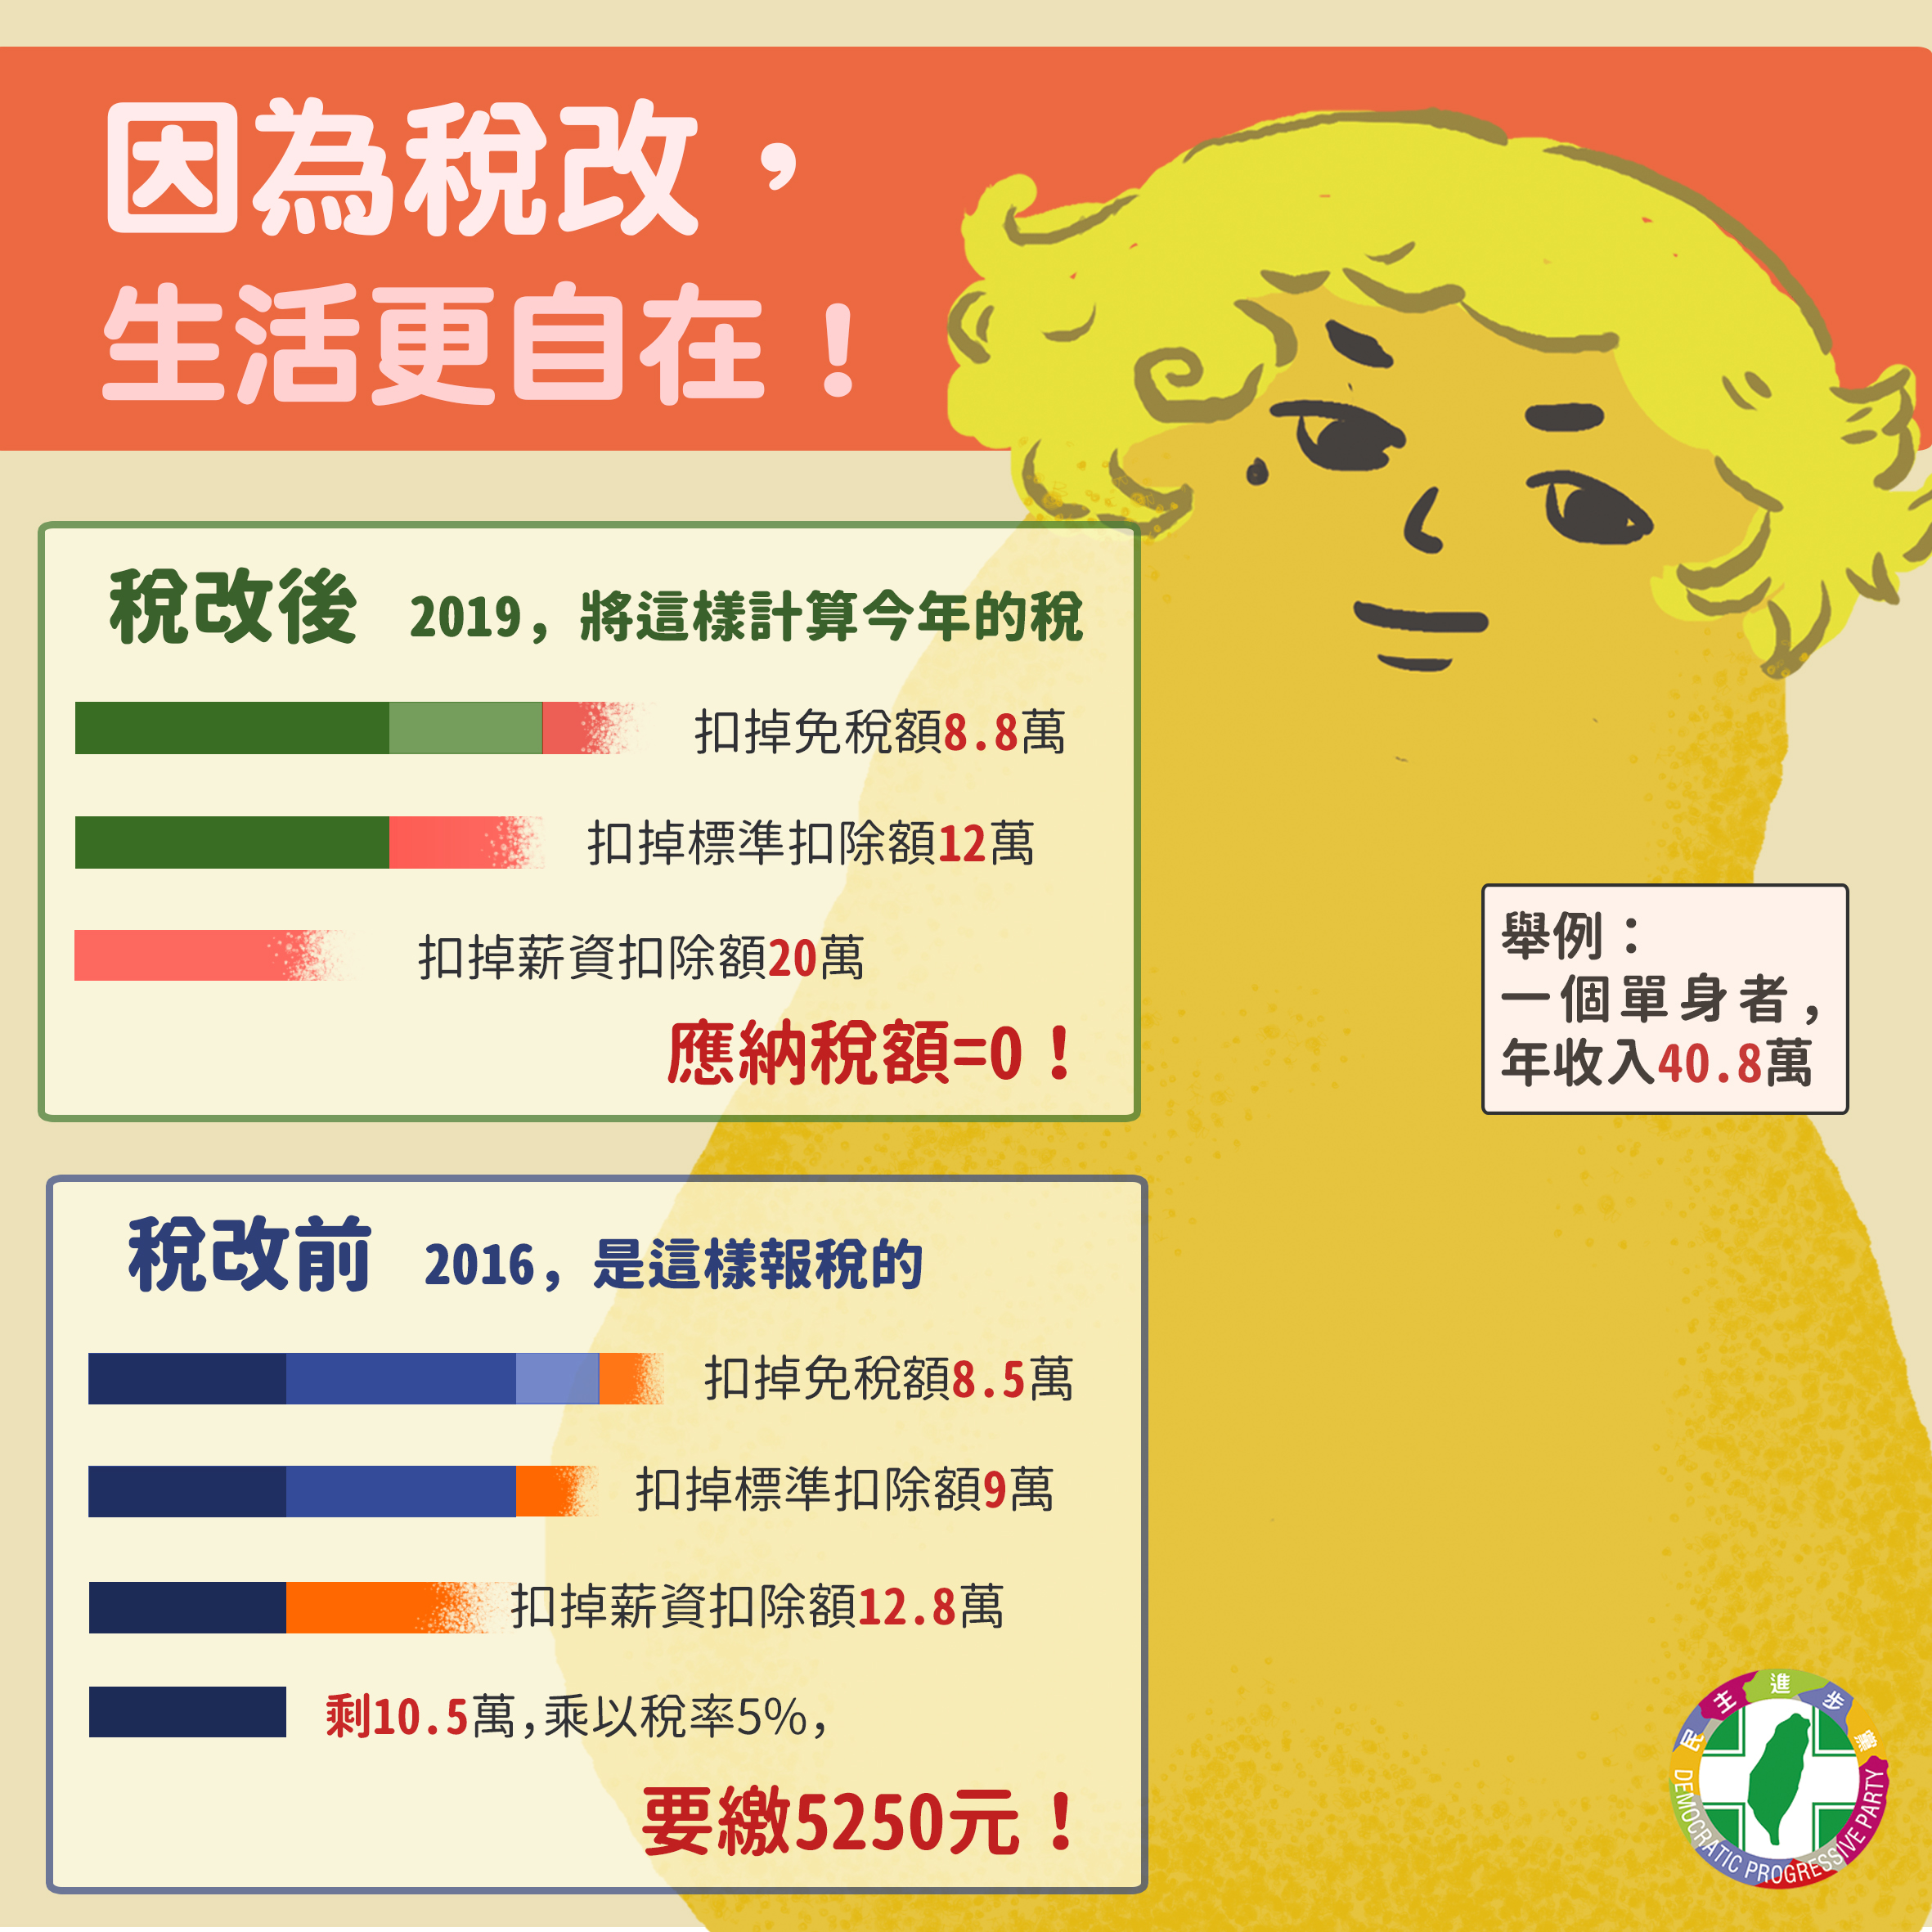 因為稅改，
生活更自在！
稅改後 2019，將這樣計算今年的稅
扣掉免稅額8.8萬
扣掉標準扣除額12萬
扣掉薪資扣除額20萬
應納稅額=0！
舉例：
一個單身者，
年收入40.8萬
稅改前 2016，是這樣報稅的
扣掉免稅額8.5萬
扣掉標準扣除額9萬
扣掉薪資扣除額12.8萬
剩10.5萬，乘以稅率5%，
要繳5250元！
民主進步黨
DEMOCRATIC PROGRESSIVE PARTY